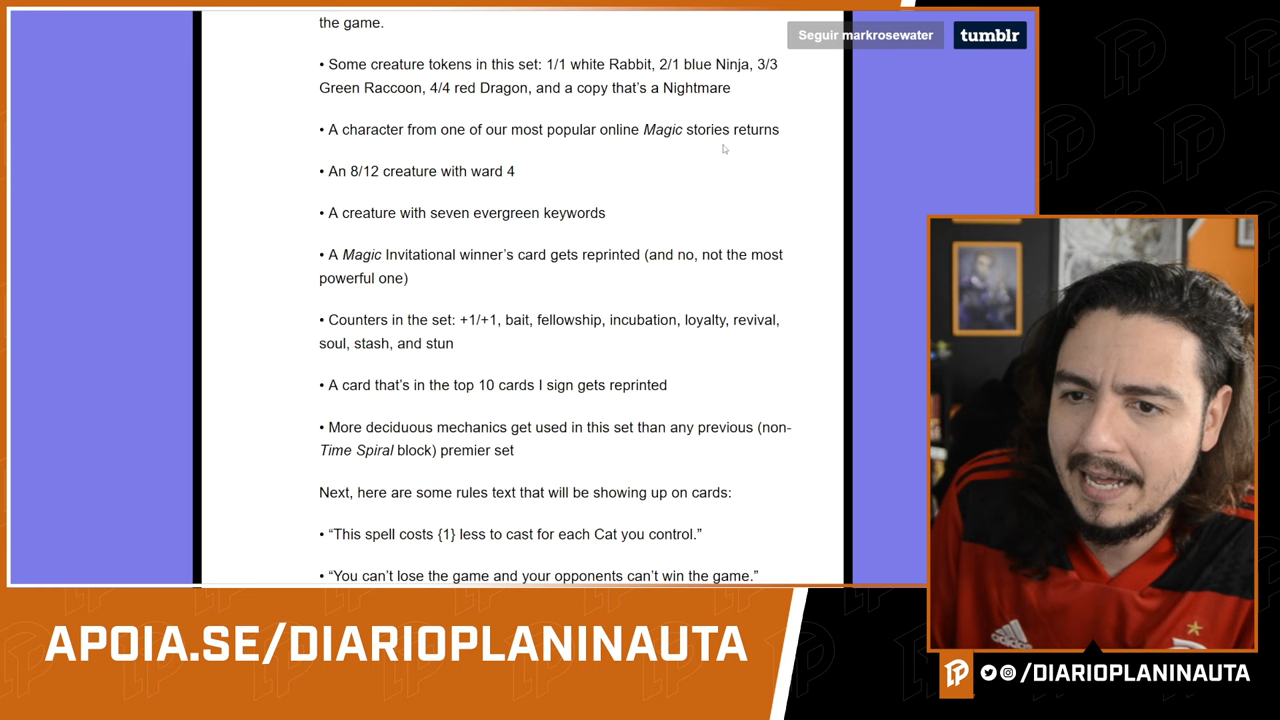 the game.
Seguir markrosewater
tumblr
• Some creature tokens in this set: 1/1 white Rabbit, 2/1 blue Ninja, 3/3
Green Raccoon, 4/4 red Dragon, and a copy that’s a Nightmare
• A character from one of our most popular online Magic stories returns
• An 8/12 creature with ward 4
• A creature with seven evergreen keywords
• A Magic Invitational winner’s card gets reprinted (and no, not the most
powerful one)
• Counters in the set: +1/+1, bait, fellowship, incubation, loyalty, revival,
soul, stash, and stun
• A card that’s in the top 10 cards I sign gets reprinted
• More deciduous mechanics get used in this set than any previous (non-
Time Spiral block) premier set
Next, here are some rules text that will be showing up on cards:
• “This spell costs {1} less to cast for each Cat you control.”
• “You can’t lose the game and your opponents can’t win the game.”
adidas
APOIA.SE/DIARIOPLANINAUTA
/DIARIOPLANINAUTA